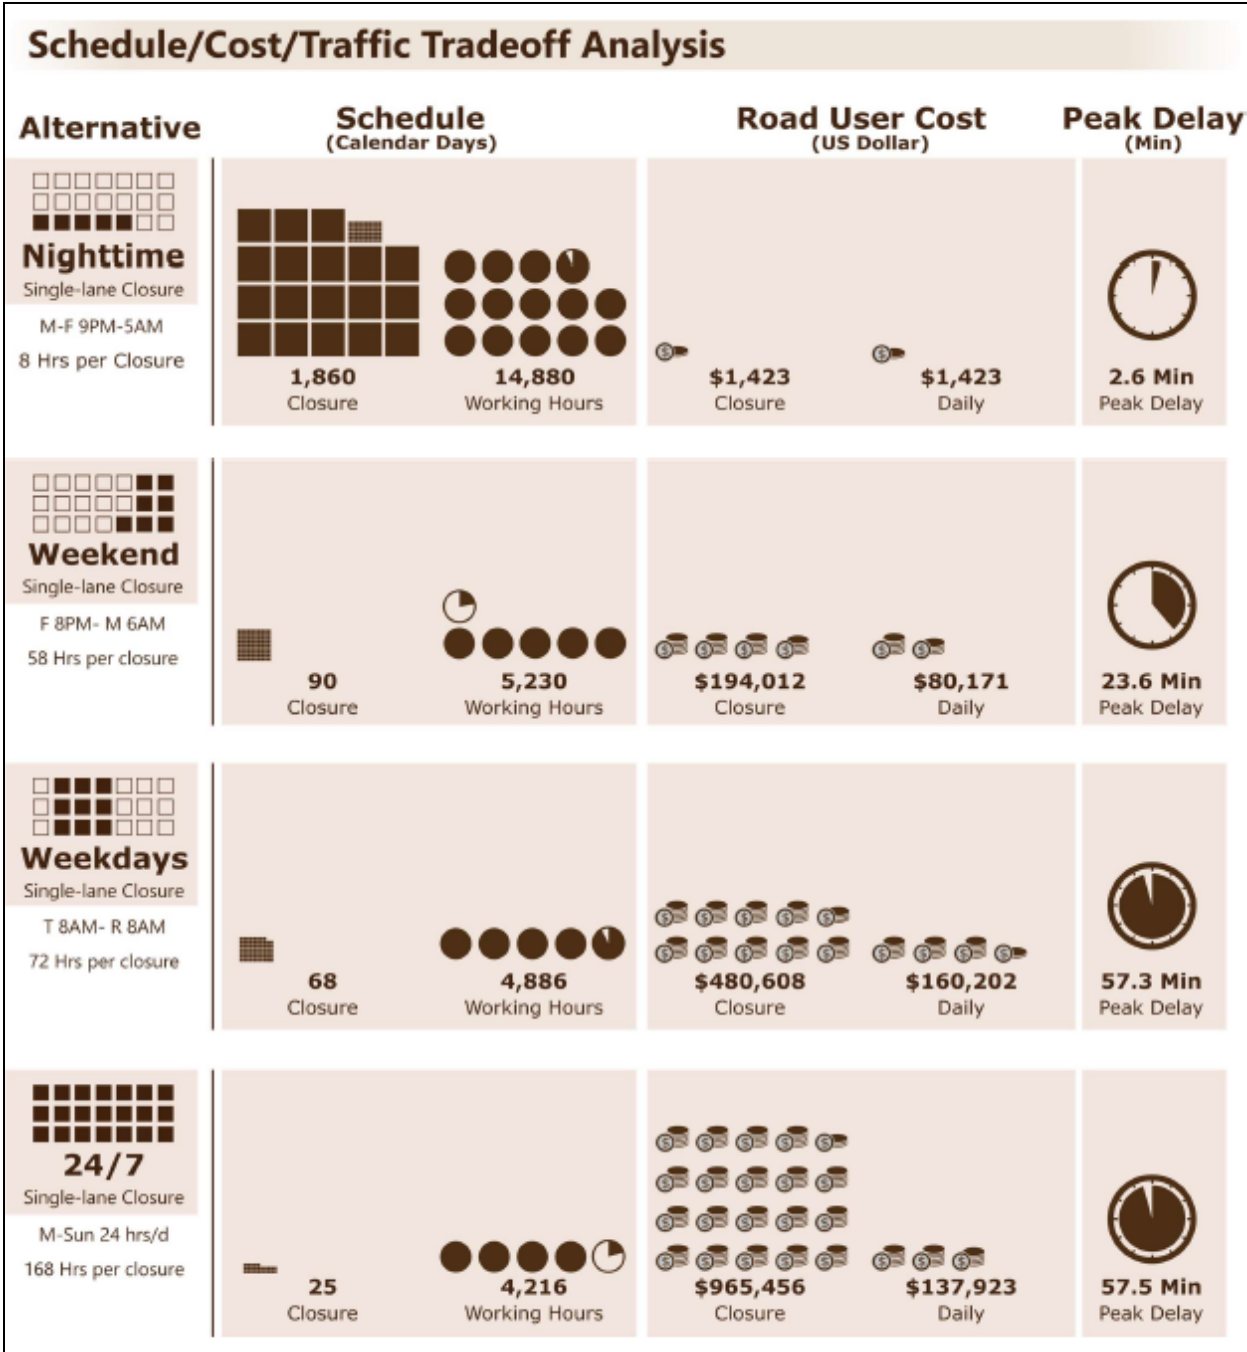 Schedule/Cost/Traffic Tradeoff Analysis
Alternative
Schedule
(Calendar Days)
Road User Cost
(US Dollar)
Peak Delay
(Min)
Nighttime
Single-lane Closure
M-F 9PM-5AM
8 Hrs per Closure
1,860
Closure
14,880
Working Hours
$1,423
Closure
$1,423
Daily
2.6 Min
Peak Delay
Weekend
Single-lane Closure
F 8PM- M 6AM
58 Hrs per closure
90
Closure
5,230
Working Hours
$194,012
Closure
$80,171
Daily
23.6 Min
Peak Delay
Weekdays
Single-lane Closure
T 8AM- R 8AM
72 Hrs per closure
68
Closure
4,886
Working Hours
$480,608
Closure
$160,202
Daily
57.3 Min
Peak Delay
24/7
Single-lane Closure
M-Sun 24 hrs/d
168 Hrs per closure
25
Closure
4,216
Working Hours
$965,456
Closure
$137,923
Daily
57.5 Min
Peak Delay